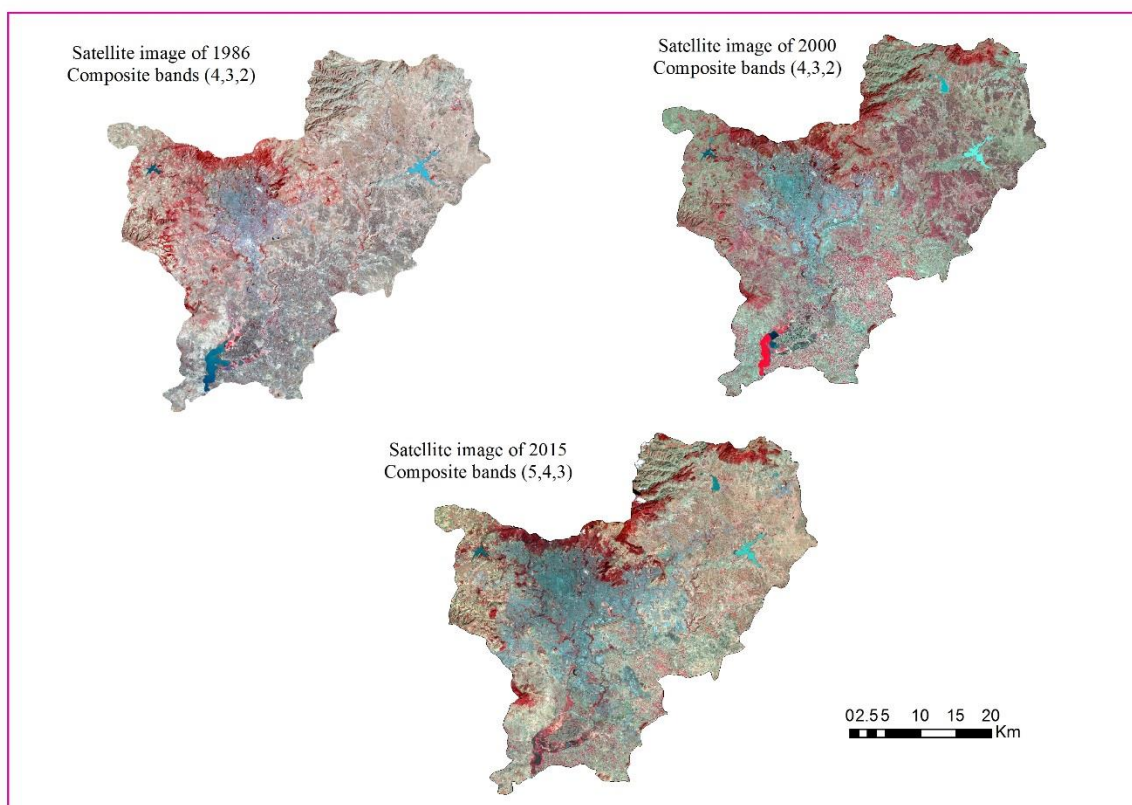 Satellite image of 1986
Composite bands (4,3,2)
Satellite image of 2000
Composite bands (4,3,2)
Satellite image of 2015
Composite bands (5,4,3)
02.55 10 15 20
Km